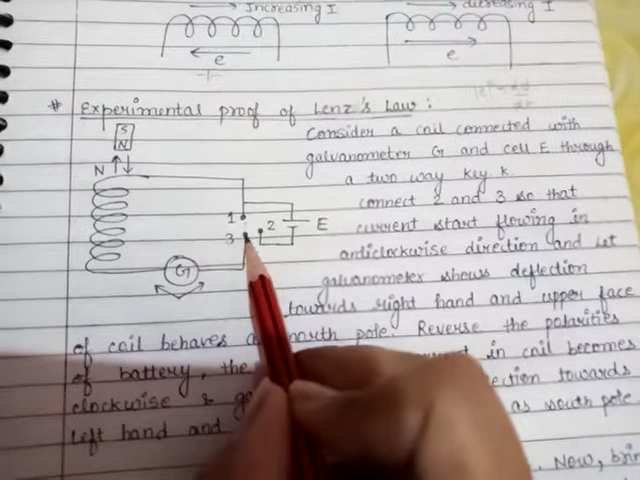 Increasing I
decreasing I
e
e
* Experimental proof of Lenz's Law :
S
N
N
G
1
2
3
E
Consider a coil connected with
galvanometer G and cell E through
a two way key K.
connect 2 and 3 so that
current start flowing in
anticlockwise direction and let
galvanometer shows deflection
towards right hand and upper face
of coil behaves north pole. Reverse the polarities
of battery, the in coil becomes
clockwise & towards
left hand and as south pole
. Now,